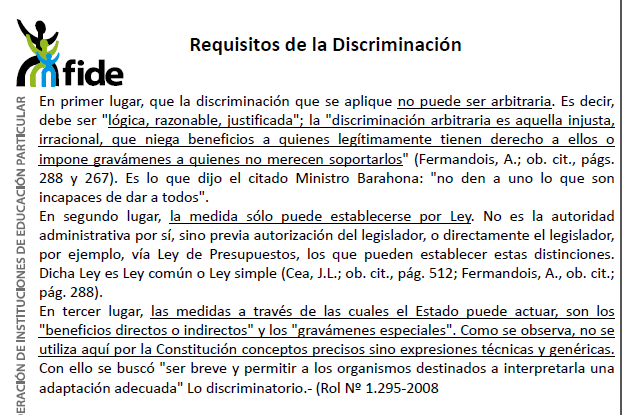 Requisitos de la Discriminación
fide
DERACIÓN DE INSTITUCIONES DE EDUCACIÓN PARTICULAR
En primer lugar, que la discriminación que se aplique no puede ser arbitraria. Es decir,
debe ser "lógica, razonable, justificada"; la "discriminación arbitraria es aquella injusta,
irracional, que niega beneficios a quienes legítimamente tienen derecho a ellos o
impone gravámenes a quienes no merecen soportarlos" (Fermandois, A.; ob. cit., págs.
288 y 267). Es lo que dijo el citado Ministro Barahona: "no den a uno lo que son
incapaces de dar a todos".
En segundo lugar, la medida sólo puede establecerse por Ley. No es la autoridad
administrativa por sí, sino previa autorización del legislador, o directamente el legislador,
por ejemplo, vía Ley de Presupuestos, los que pueden establecer estas distinciones.
Dicha Ley es Ley común o Ley simple (Cea, J.L.; ob. cit., pág. 512; Fermandois, A., ob. cit.;
pág. 288).
En tercer lugar, las medidas a través de las cuales el Estado puede actuar, son los
"beneficios directos o indirectos" y los "gravámenes especiales". Como se observa, no se
utiliza aquí por la Constitución conceptos precisos sino expresiones técnicas y genéricas.
Con ello se buscó "ser breve y permitir a los organismos destinados a interpretarla una
adaptación adecuada" Lo discriminatorio.- (Rol Nº 1.295-2008